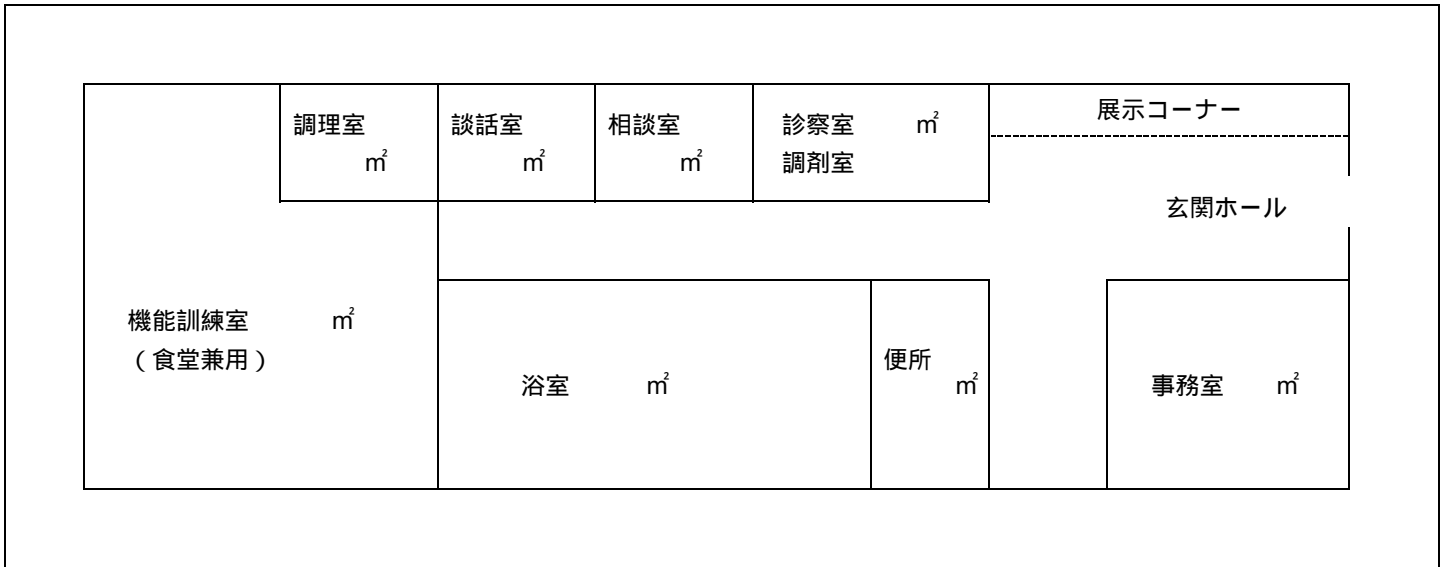 展示コーナー
調理室
㎡
談話室
㎡
相談室
㎡
診察室 ㎡
調剤室
玄関ホール
機能訓練室 ㎡
(食堂兼用)
浴室 ㎡
便所
㎡
事務室 ㎡